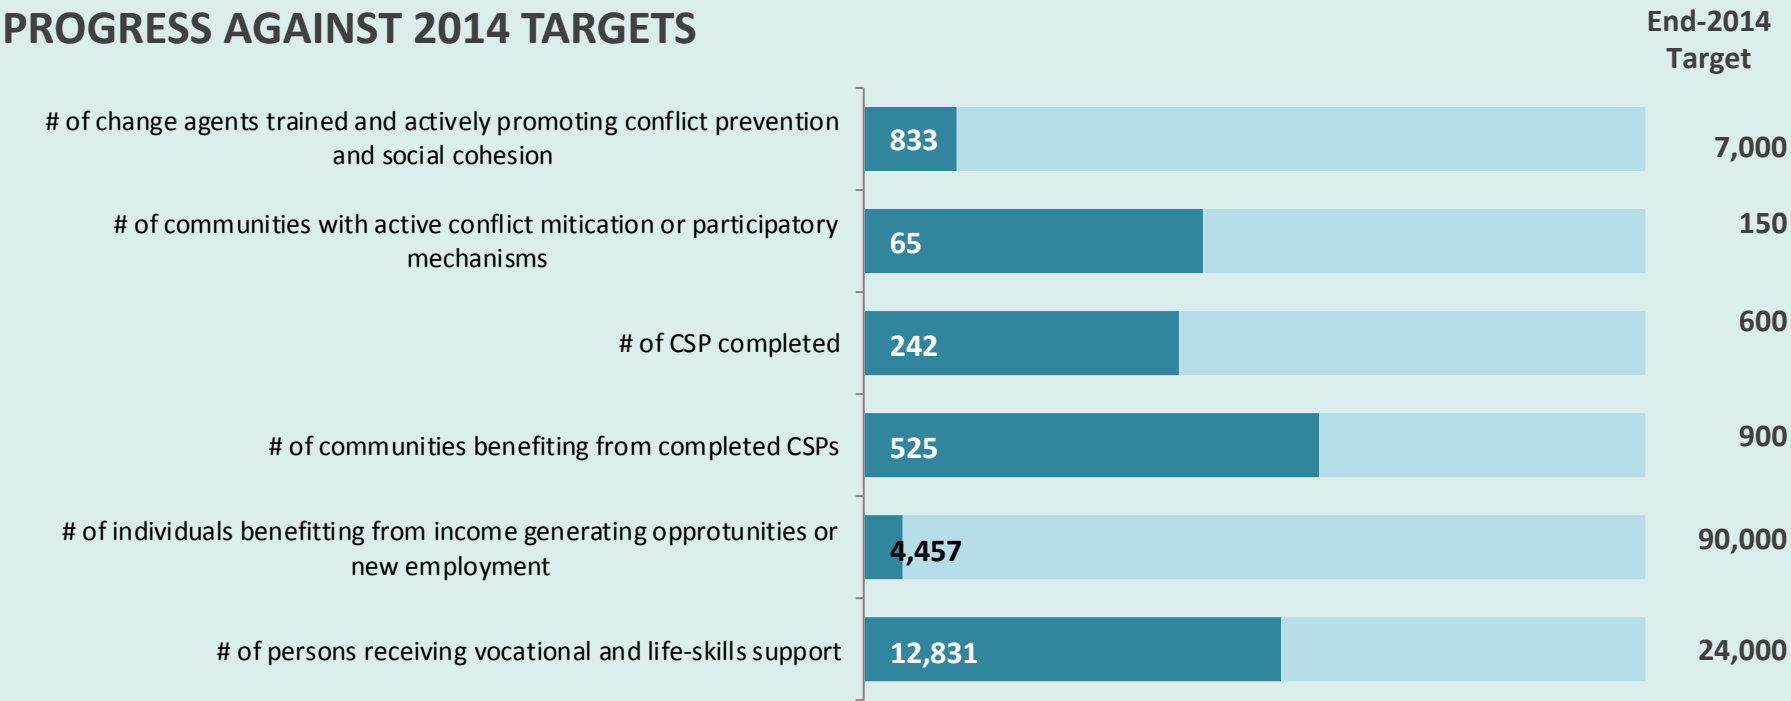 PROGRESS AGAINST 2014 TARGETS
End-2014
Target
# of change agents trained and actively promoting conflict prevention
and social cohesion
833
7,000
# of communities with active conflict mitication or participatory
mechanisms
65
150
# of CSP completed
242
600
# of communities benefiting from completed CSPs
525
900
# of individuals benefitting from income generating opprotunities or
new employment
4,457
90,000
# of persons receiving vocational and life-skills support
12,831
24,000